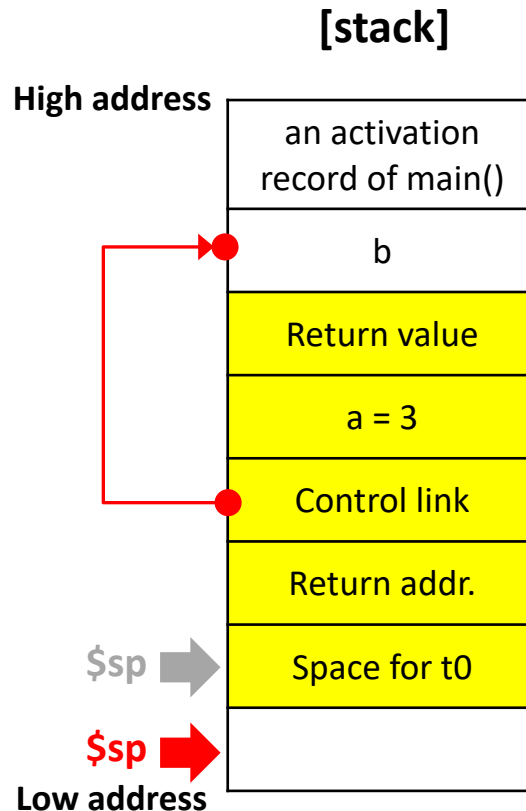 [stack]
High address
an activation
record of main()
b
Return value
a = 3
Control link
Return addr.
$sp
Space for t0
$sp
Low address